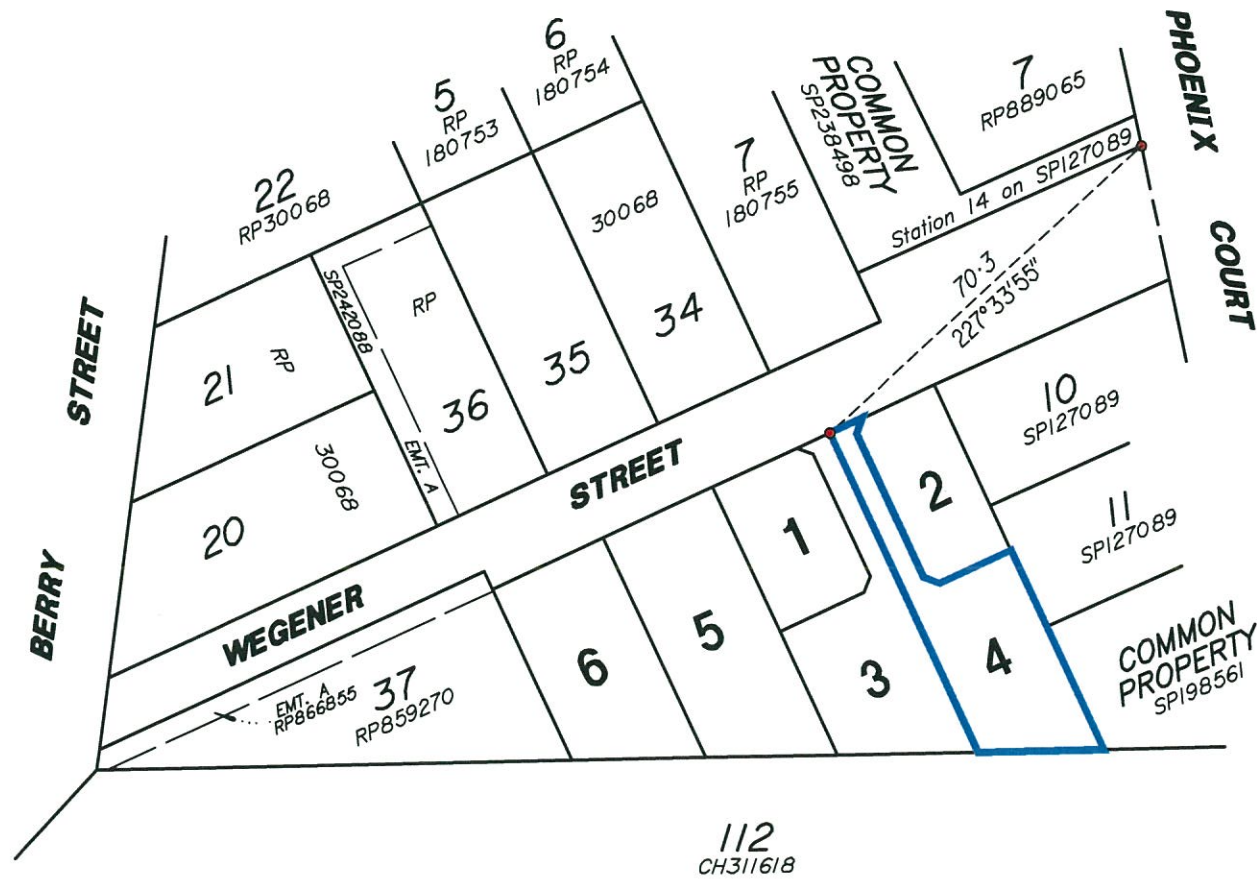 6
RP
180754
5
RP
180753
22
RP30068
7
RP
180755
COMMON
PROPERTY
SP238498
7
RP889065
PHOENIX
COURT
Station 14 on SP127089
70·3
227°33'55"
30068
34
35
RP
36
SP242088
EMT. A
21
RP
20
30068
BERRY
STREET
WEGENER
STREET
EMT. A
RP866855
37
RP859270
6
5
1
3
2
4
10
SP127089
11
SP127089
COMMON
PROPERTY
SP198561
112
CH311618